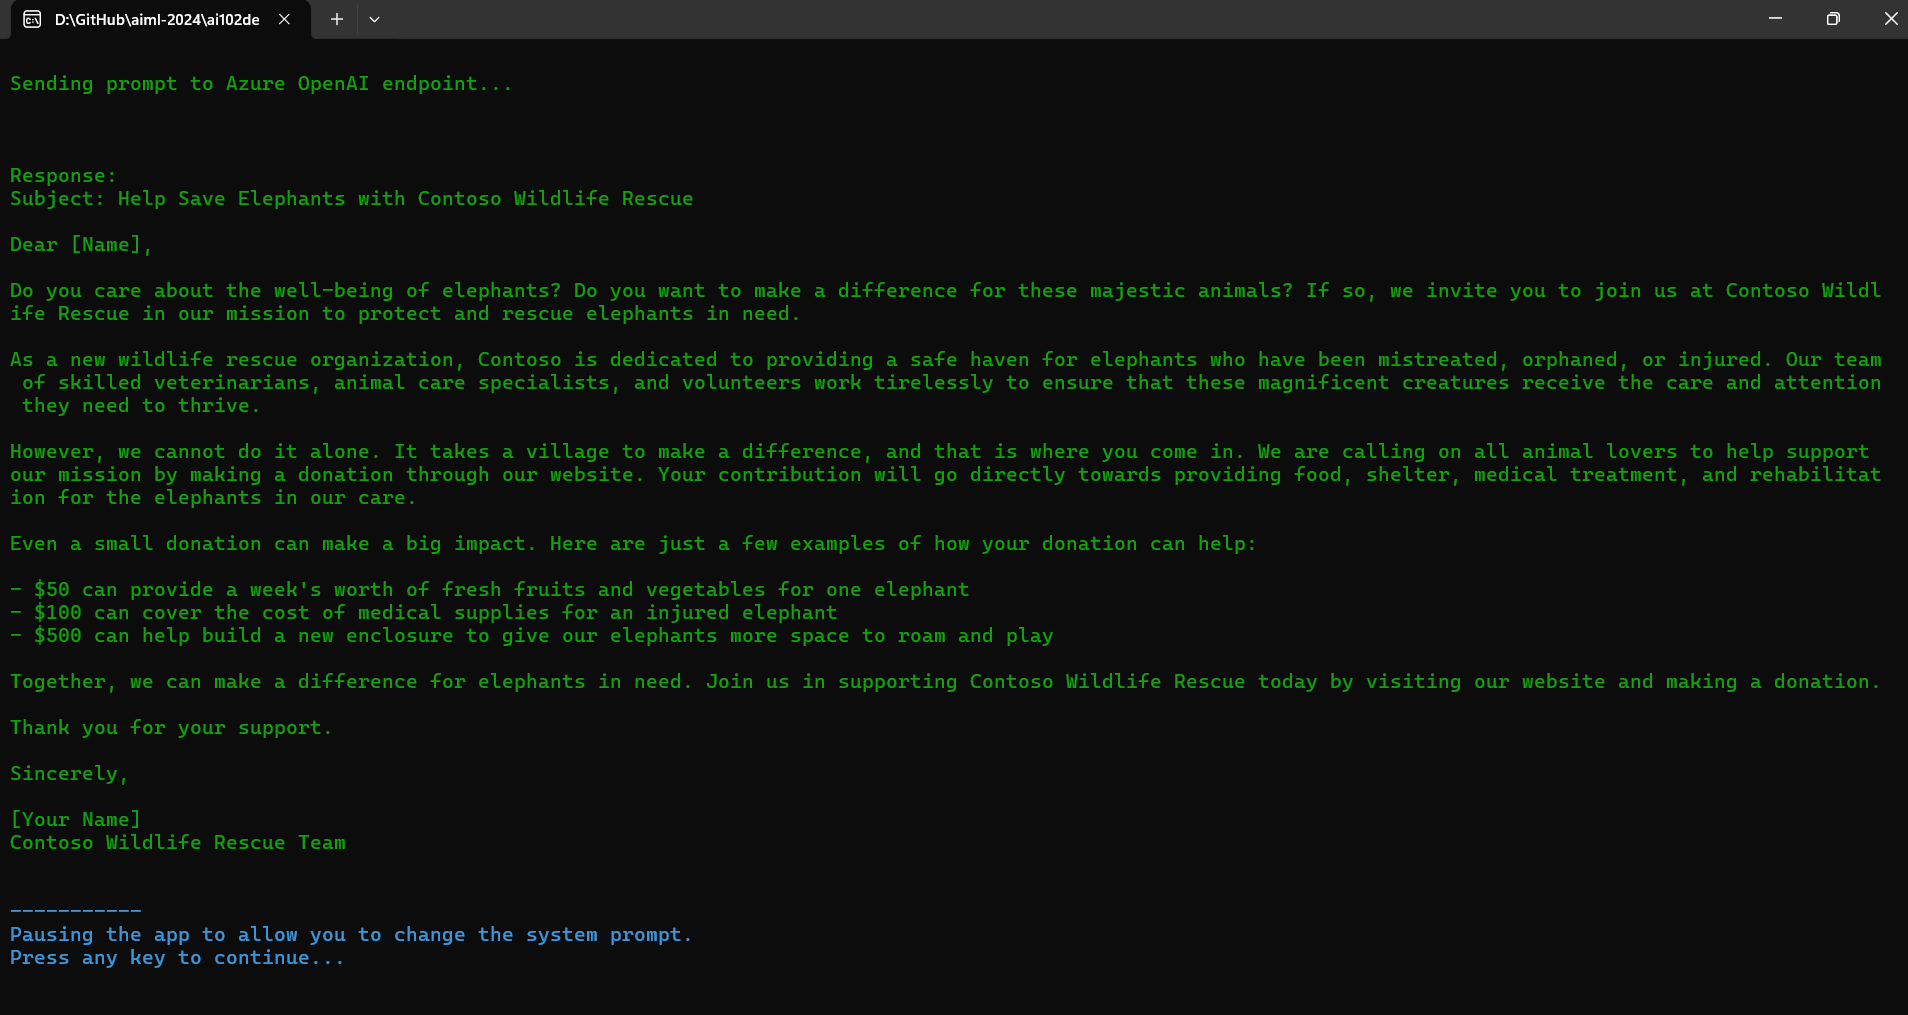 D:\GitHub\aiml-2024\ai102de
Sending prompt to Azure OpenAI endpoint...
Response:
Subject: Help Save Elephants with Contoso Wildlife Rescue
Dear [Name],
Do you care about the well-being of elephants? Do you want to make a difference for these majestic animals? If so, we invite you to join us at Contoso Wildl
ife Rescue in our mission to protect and rescue elephants in need.
As a new wildlife rescue organization, Contoso is dedicated to providing a safe haven for elephants who have been mistreated, orphaned, or injured. Our team
of skilled veterinarians, animal care specialists, and volunteers work tirelessly to ensure that these magnificent creatures receive the care and attention
they need to thrive.
However, we cannot do it alone. It takes a village to make a difference, and that is where you come in. We are calling on all animal lovers to help support
our mission by making a donation through our website. Your contribution will go directly towards providing food, shelter, medical treatment, and rehabilitat
ion for the elephants in our care.
Even a small donation can make a big impact. Here are just a few examples of how your donation can help:
- $50 can provide a week's worth of fresh fruits and vegetables for one elephant
- $100 can cover the cost of medical supplies for an injured elephant
- $500 can help build a new enclosure to give our elephants more space to roam and play
Together, we can make a difference for elephants in need. Join us in supporting Contoso Wildlife Rescue today by visiting our website and making a donation.
Thank you for your support.
Sincerely,
[Your Name]
Contoso Wildlife Rescue Team
-----------
Pausing the app to allow you to change the system prompt.
Press any key to continue...